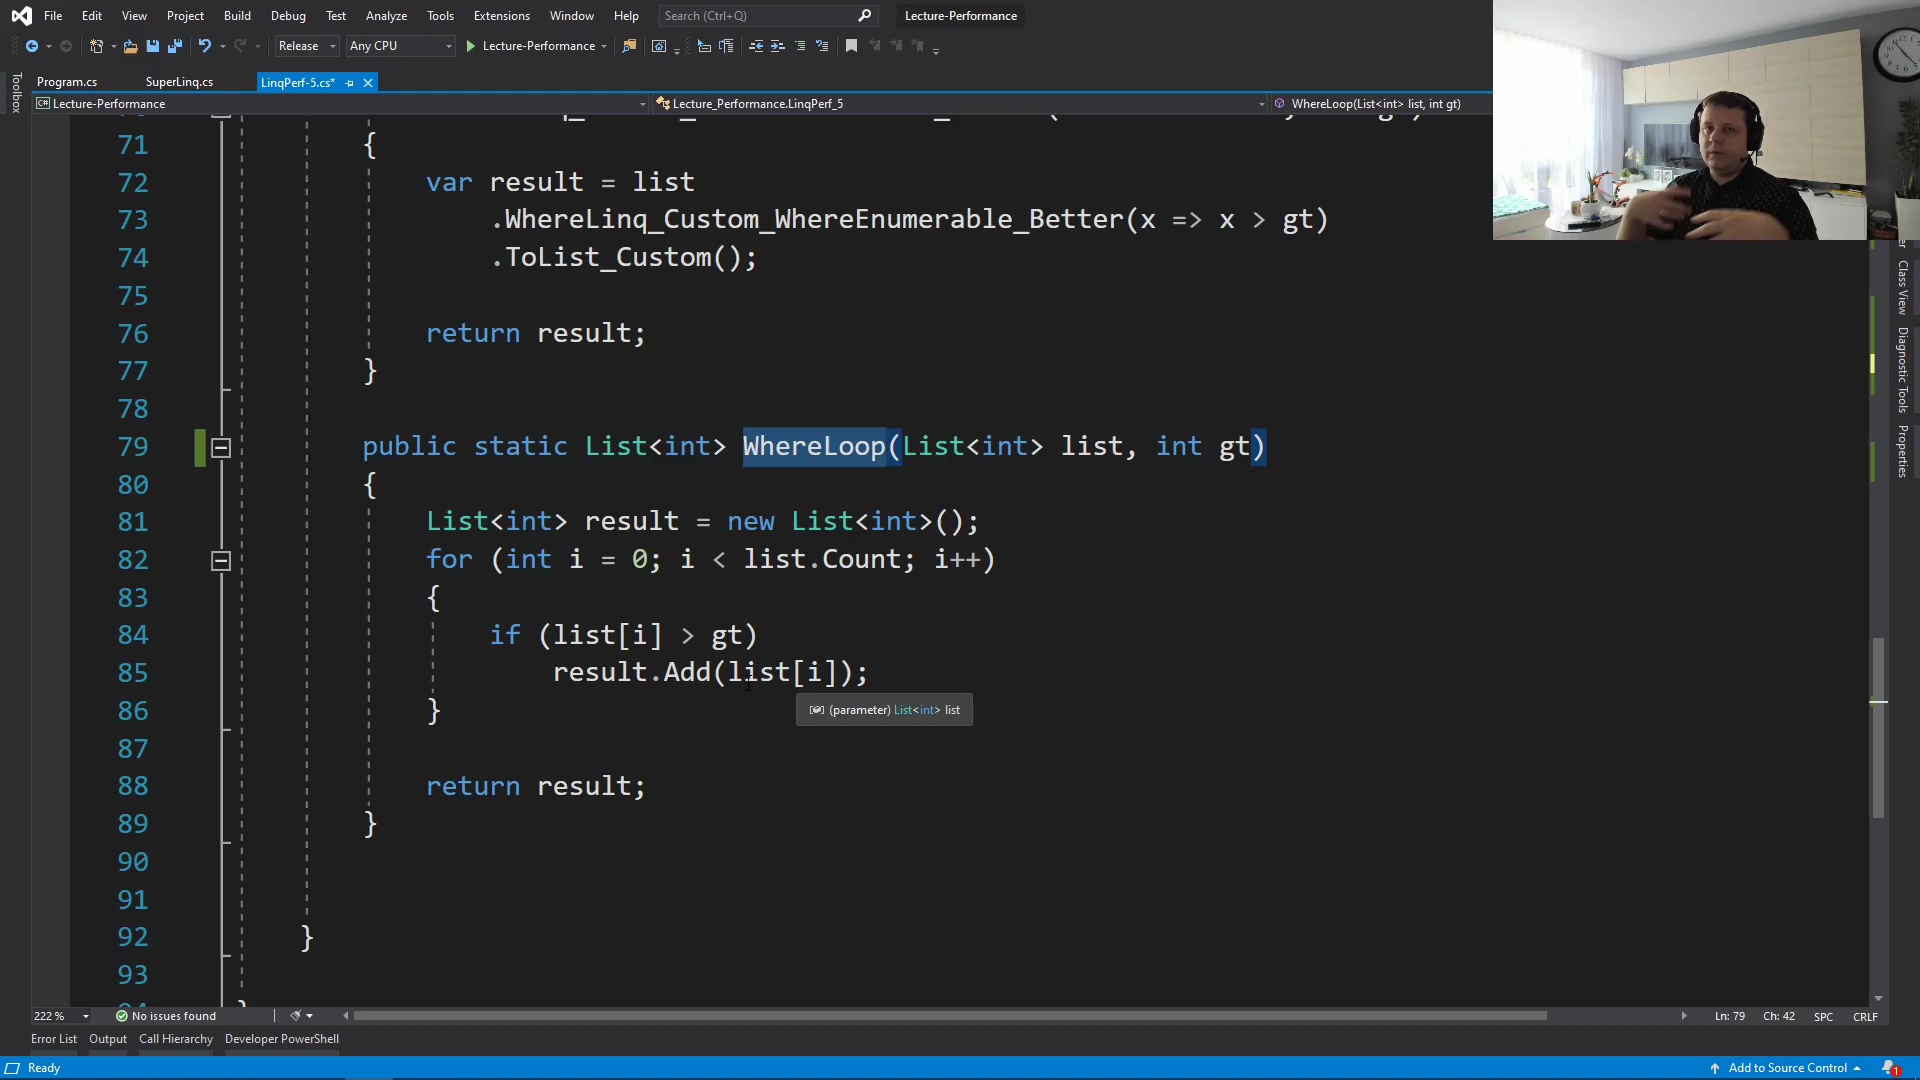 File Edit View Project Build Debug Test Analyze Tools Extensions Window Help Search (Ctrl+Q) Lecture-Performance
Release Any CPU Lecture-Performance
Program.cs SuperLinq.cs LinqPerf-5.cs*
Toolbox
C# Lecture-Performance Lecture_Performance.LinqPerf_5 WhereLoop(List<int> list, int gt)
71 {
72 var result = list
73 .WhereLinq_Custom_WhereEnumerable_Better(x => x > gt)
74 .ToList_Custom();
75
76 return result;
77 }
78
79 public static List<int> WhereLoop(List<int> list, int gt)
80 {
81 List<int> result = new List<int>();
82 for (int i = 0; i < list.Count; i++)
83 {
84 if (list[i] > gt)
85 result.Add(list[i]);
86 }
(parameter) List<int> list
87
88 return result;
89 }
90
91
92 }
93
Class View
Diagnostic Tools
Properties
222 % No issues found Ln: 79 Ch: 42 SPC CRLF
Error List Output Call Hierarchy Developer PowerShell
Ready Add to Source Control 1